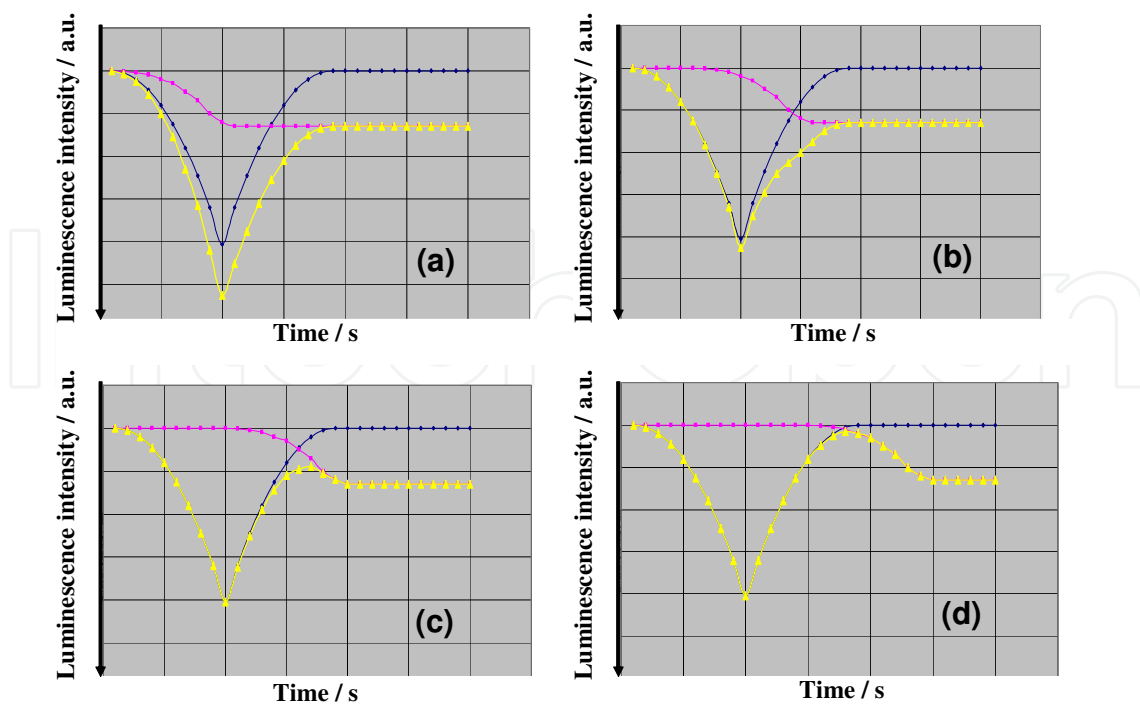 Luminescence intensity / a.u.
(a)
Time / s
Luminescence intensity / a.u.
(b)
Time / s
Luminescence intensity / a.u.
(c)
Time / s
Luminescence intensity / a.u.
(d)
Time / s